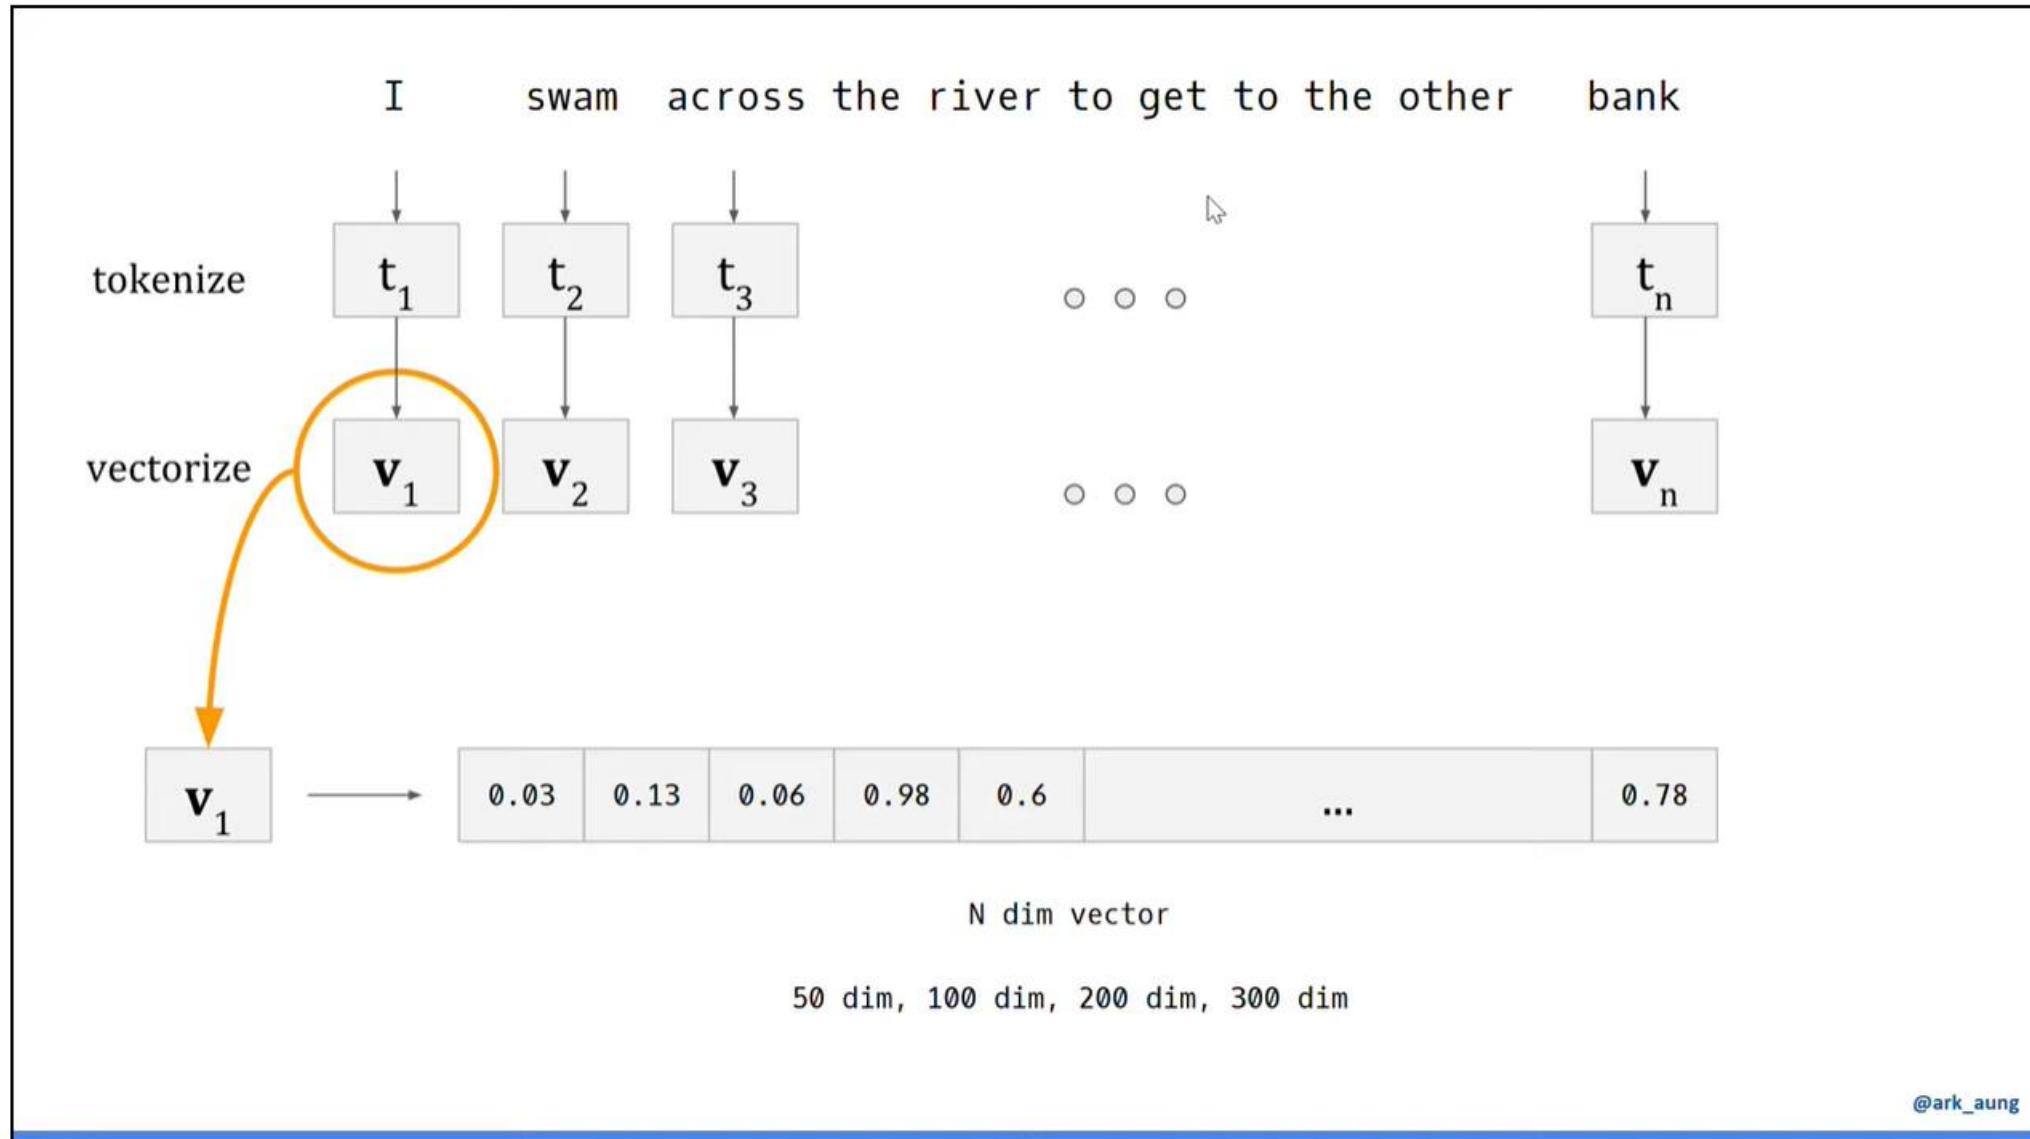 I swam across the river to get to the other bank
tokenize t1 t2 t3 tn
vectorize v1 v2 v3 vn
v1 0.03 0.13 0.06 0.98 0.6 ... 0.78
N dim vector
50 dim, 100 dim, 200 dim, 300 dim
@ark_aung